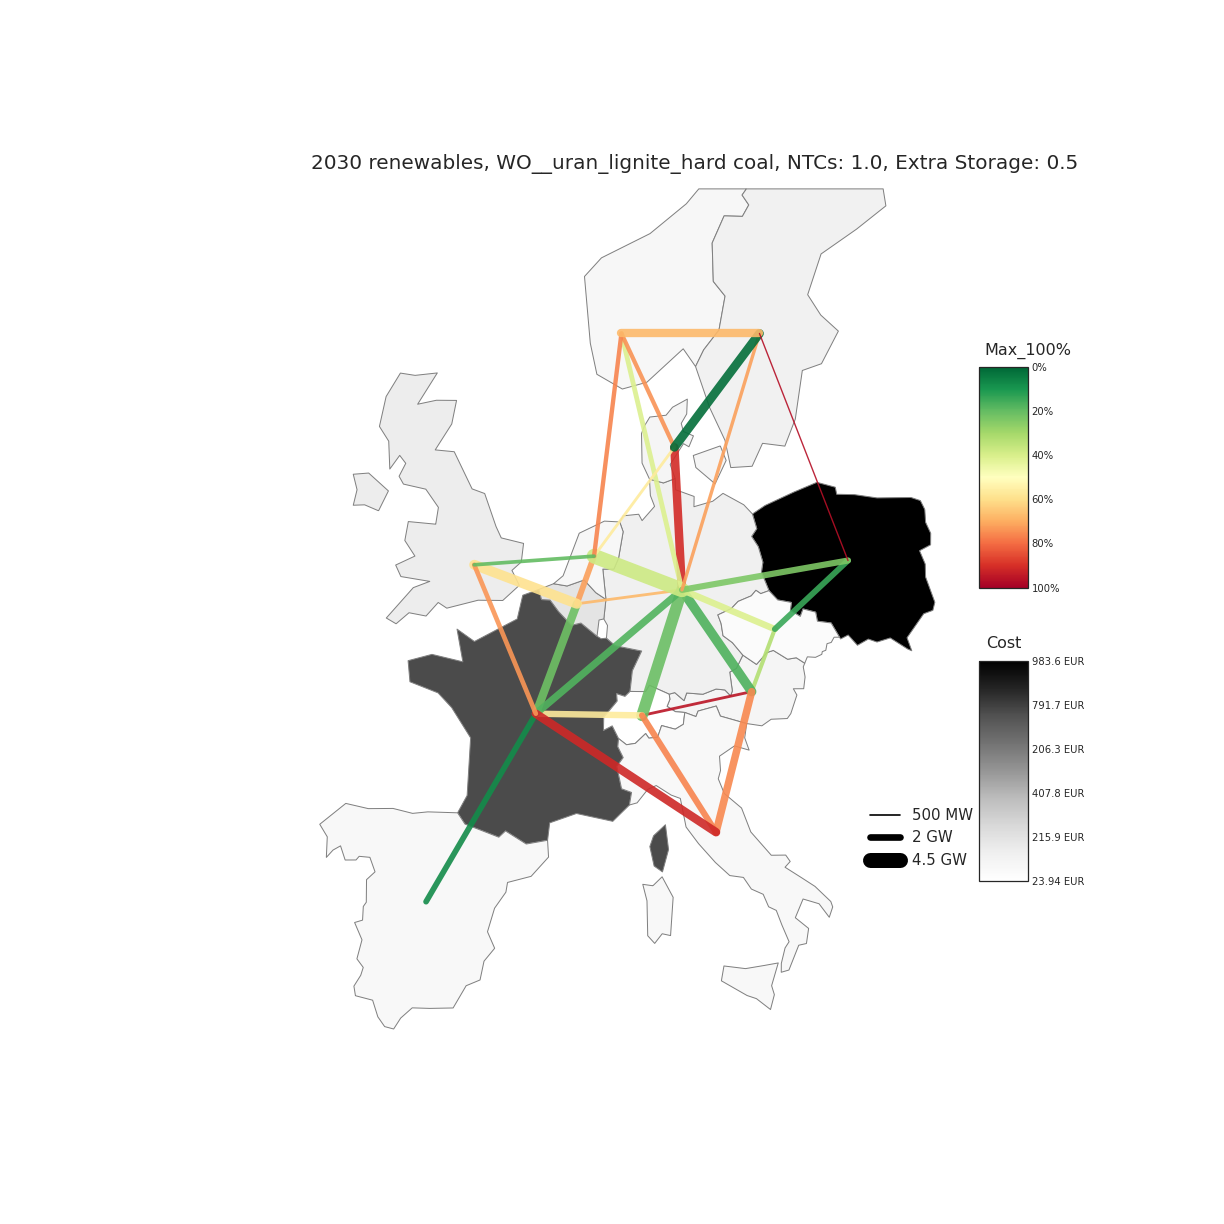 2030 renewables, WO__uran_lignite_hard coal, NTCs: 1.0, Extra Storage: 0.5
Max_100%
0%
20%
40%
60%
80%
100%
Cost
983.6 EUR
791.7 EUR
206.3 EUR
407.8 EUR
215.9 EUR
23.94 EUR
500 MW
2 GW
4.5 GW